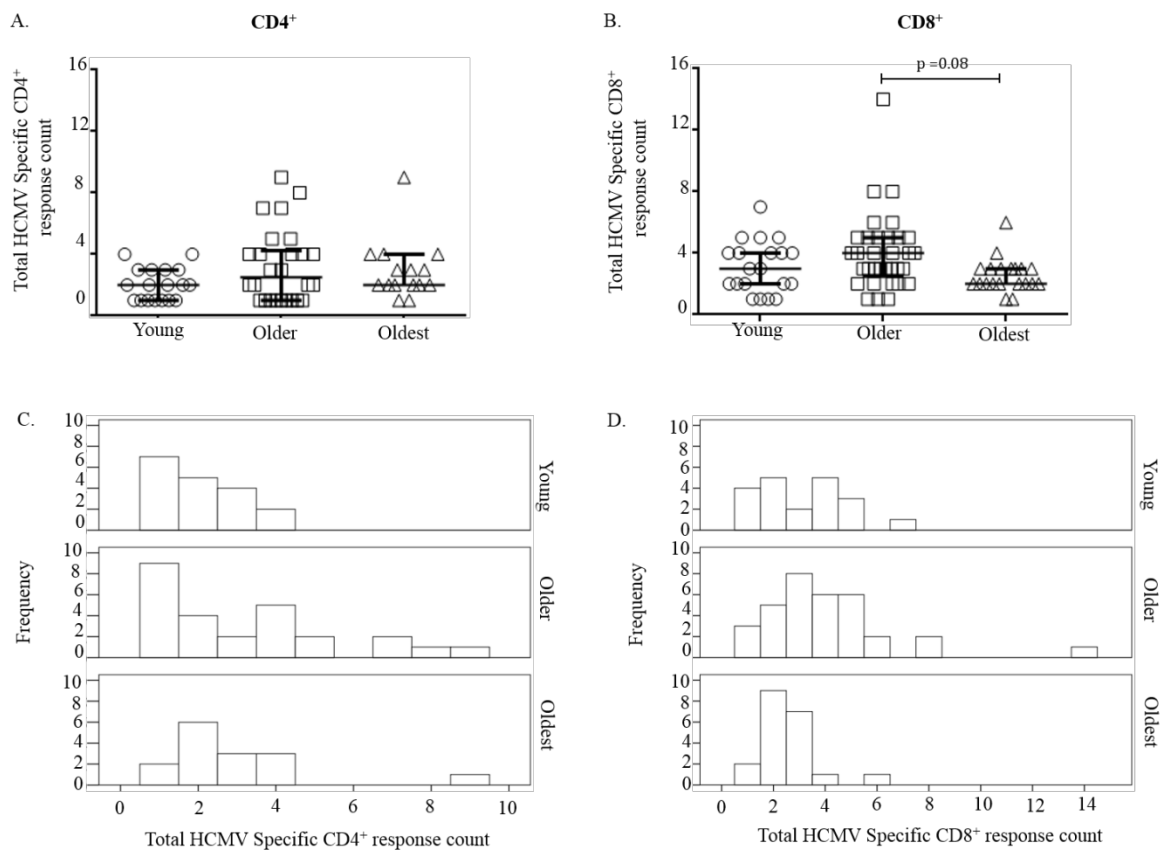 A.
CD4⁺
Total HCMV Specific CD4⁺
response count
16
12
8
4
0
Young
Older
Oldest
B.
CD8⁺
p =0.08
Total HCMV Specific CD8⁺
response count
16
12
8
4
0
Young
Older
Oldest
C.
Frequency
10
8
6
4
2
0
Young
10
8
6
4
2
0
Older
10
8
6
4
2
0
Oldest
0 2 4 6 8 10
Total HCMV Specific CD4⁺ response count
D.
Frequency
10
8
6
4
2
0
Young
10
8
6
4
2
0
Older
10
8
6
4
2
0
Oldest
0 2 4 6 8 10 12 14
Total HCMV Specific CD8⁺ response count